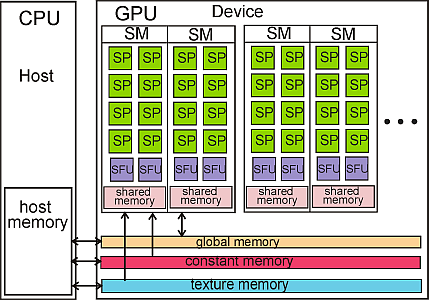 CPU
Host
host
memory
GPU Device
SM SM SM SM
SP SP SP SP SP SP SP SP
SP SP SP SP SP SP SP SP
SP SP SP SP SP SP SP SP
SP SP SP SP SP SP SP SP
SFU SFU SFU SFU SFU SFU SFU SFU
shared shared shared shared
memory memory memory memory
...
global memory
constant memory
texture memory